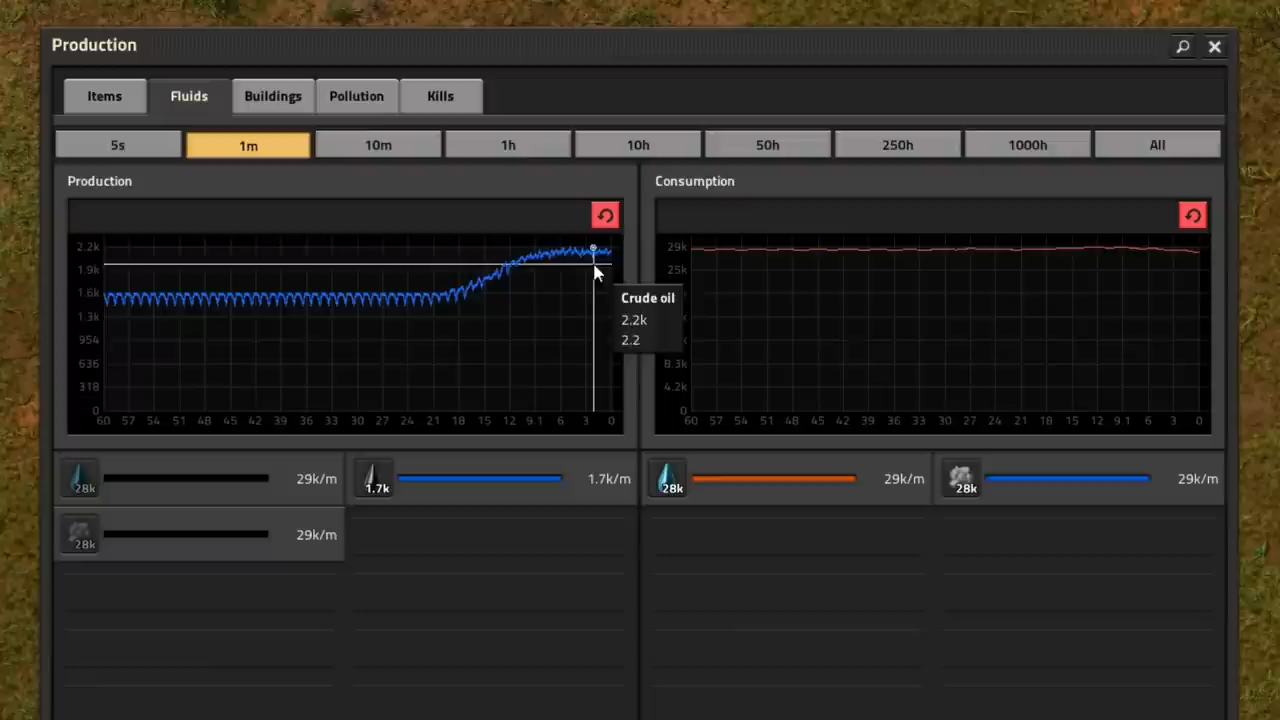 Production
Items Fluids Buildings Pollution Kills
5s 1m 10m 1h 10h 50h 250h 1000h All
Production Consumption
2.2k
1.9k
1.6k
1.3k
954
636
318
0
60 57 54 51 48 45 42 39 36 33 30 27 24 21 18 15 12 9.1 6 3 0
Crude oil
2.2k
2.2
29k
25k
8.3k
4.2k
0
60 57 54 51 48 45 42 39 36 33 30 27 24 21 18 15 12 9.1 6 3 0
28k 29k/m 1.7k 1.7k/m 28k 29k/m 28k 29k/m
28k 29k/m